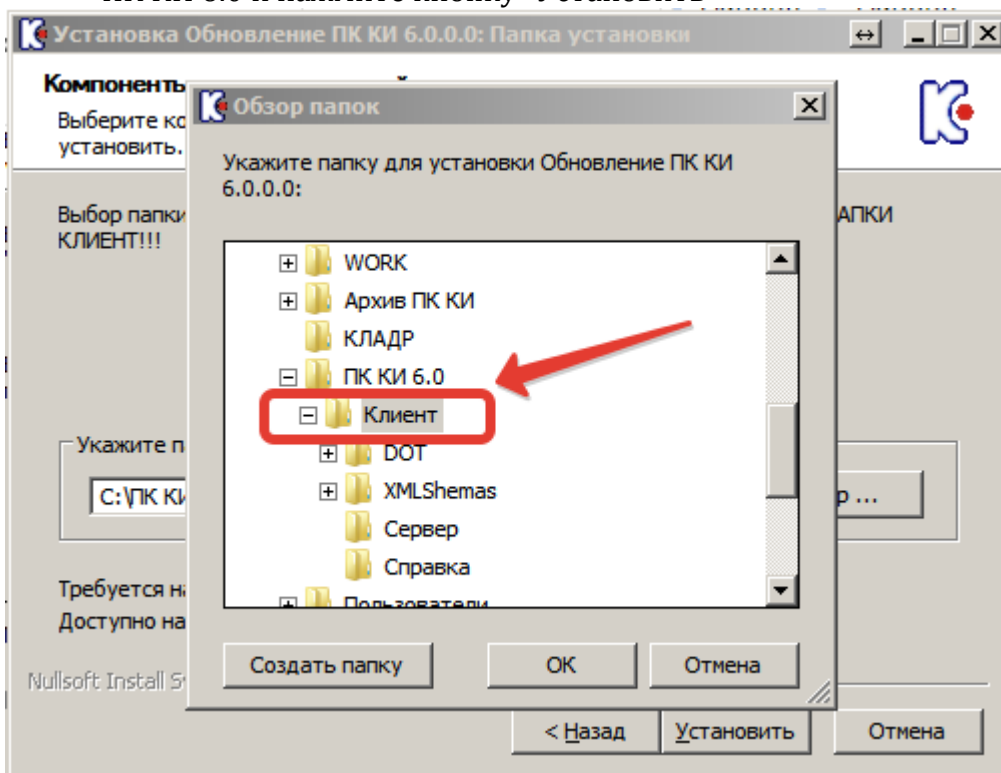 Установка Обновление ПК КИ 6.0.0.0: Папка установки
Компоненты
Выберите
установить.
Обзор папок
Укажите папку для установки Обновление ПК КИ
6.0.0.0:
Выбор папки
КЛИЕНТ!!!
АПКИ
WORK
Архив ПК КИ
КЛАДР
ПК КИ 6.0
Клиент
DOT
XMLShemas
Сервер
Справка
Пользователи
Укажите п
С:\ПК КИ
р ...
Требуется на
Доступно на
Создать папку ОК Отмена
Nullsoft Install S
< Назад Установить Отмена